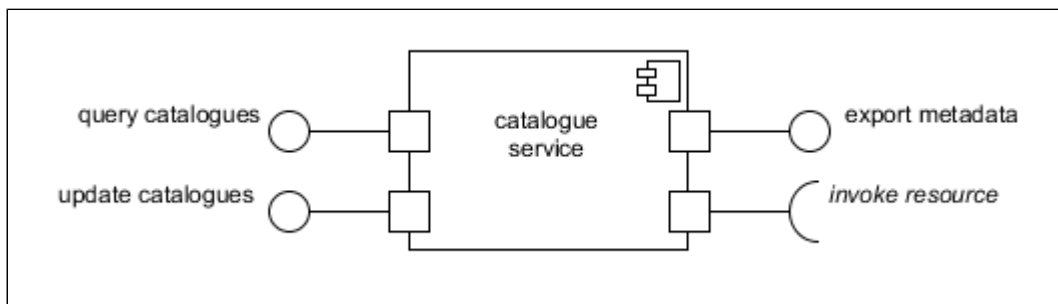 query catalogues
catalogue
service
export metadata
update catalogues
invoke resource